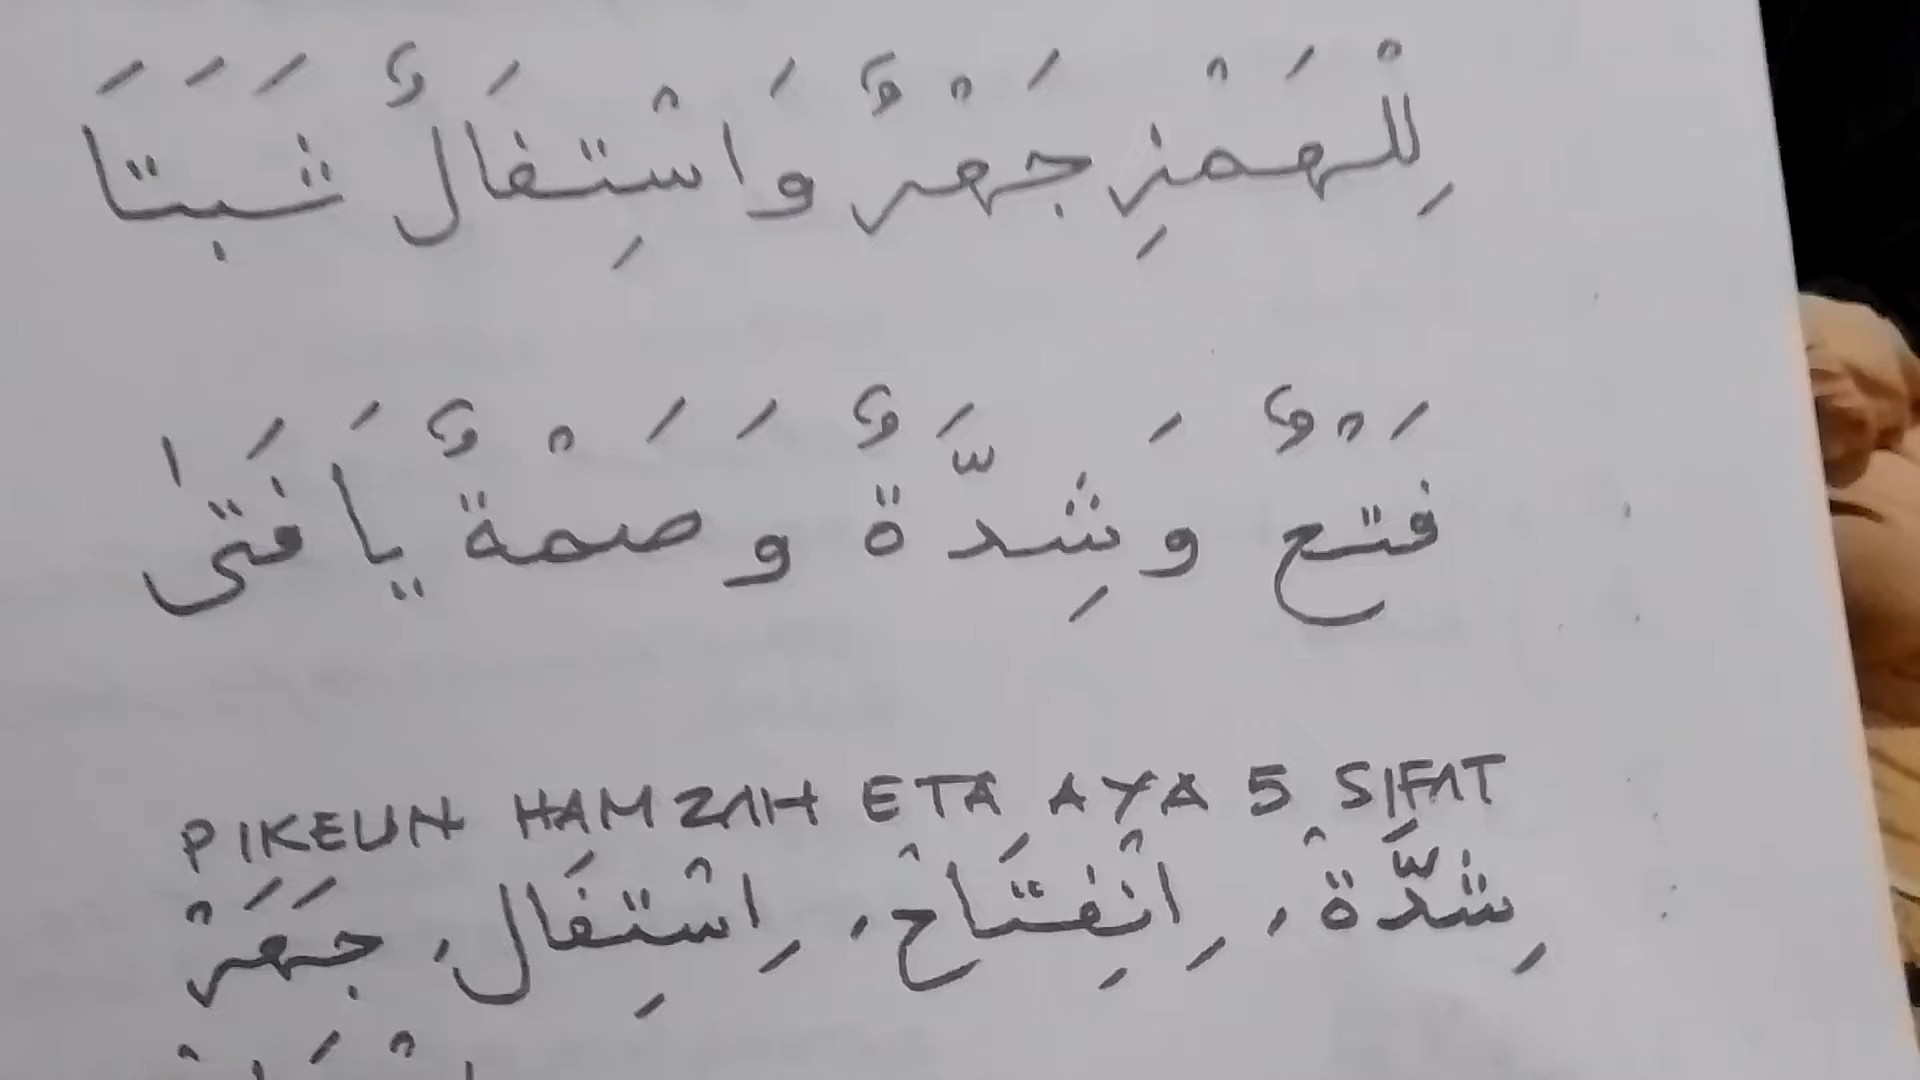 لِلْهَمْزِ جَهْرٌ وَاسْتِفَالٌ ثَبَتَا
فَتْحٌ وَشِدَّةٌ وَصَمْةٌ يَا فَتَىٰ
PIKEUN HAMZAH ETA AYA 5 SIFAT
شِدَّةْ، اِنْفِتَاحْ، اِسْتِفَال، جَهَرْ